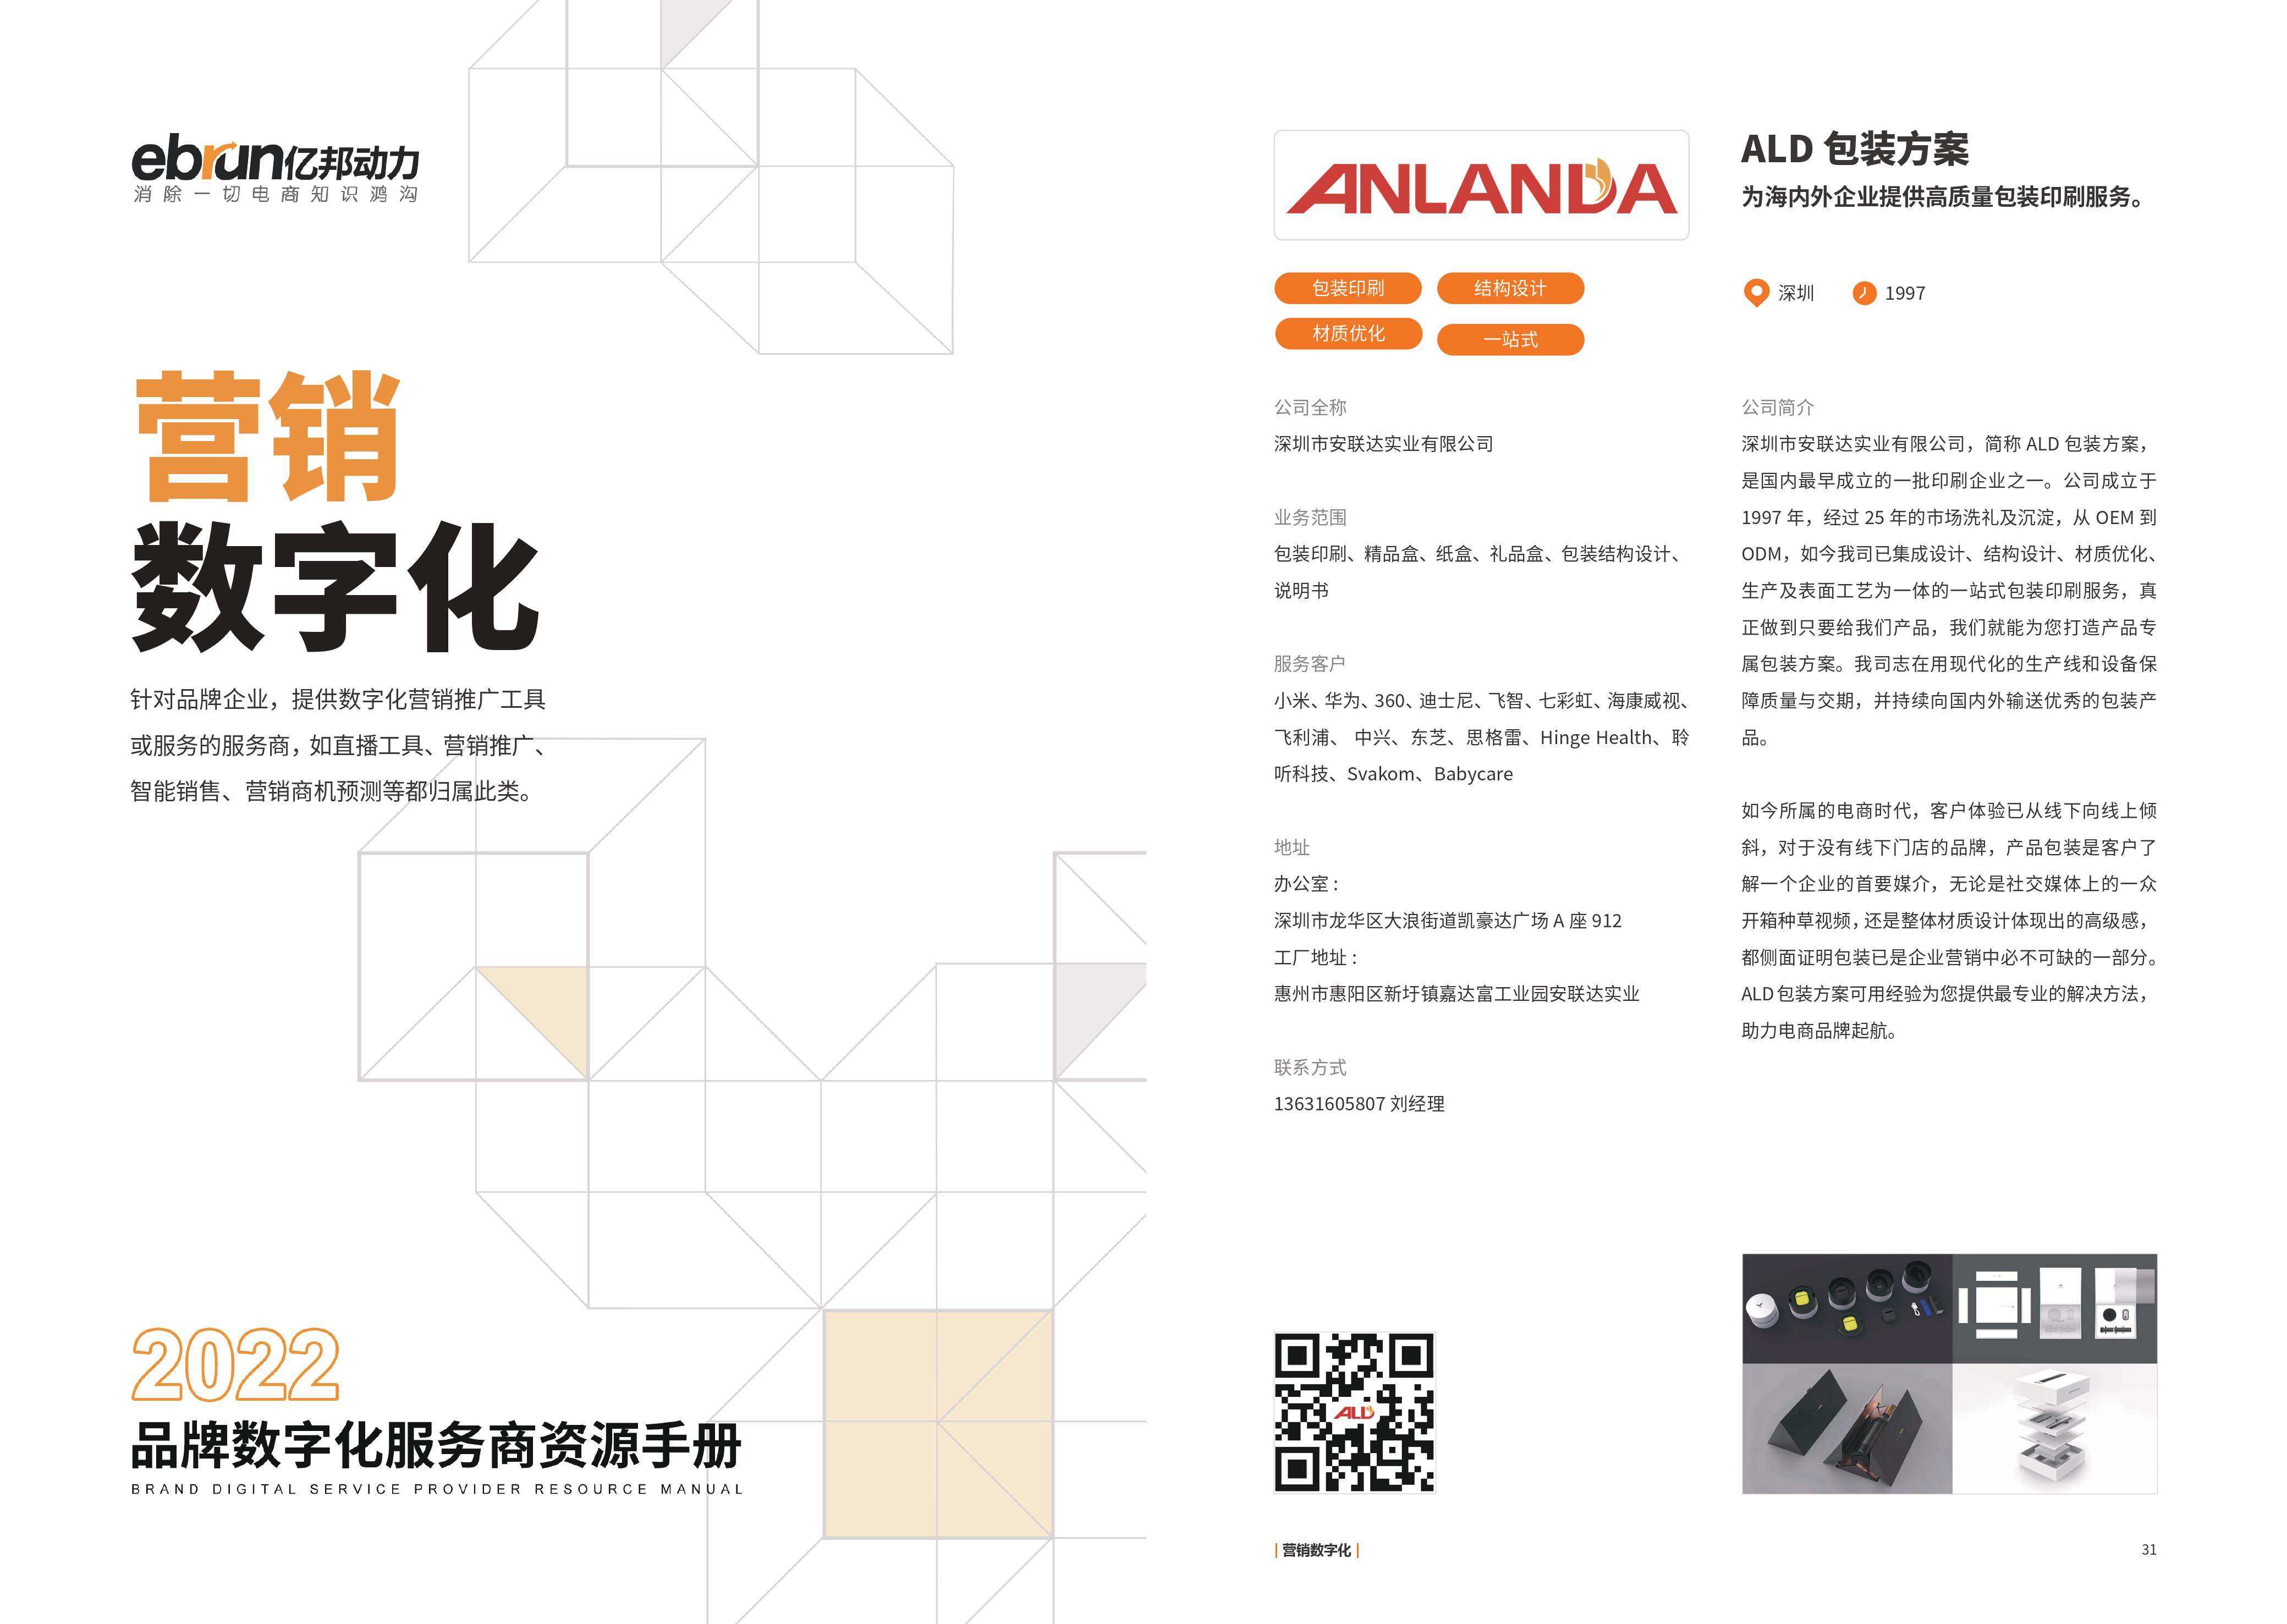 ebrun亿邦动力
消除一切电商知识鸿沟
营销
数字化
针对品牌企业，提供数字化营销推广工具
或服务的服务商，如直播工具、营销推广、
智能销售、营销商机预测等都归属此类。
2022
品牌数字化服务商资源手册
BRAND DIGITAL SERVICE PROVIDER RESOURCE MANUAL
ANLANDA
包装印刷
结构设计
材质优化
一站式
公司全称
深圳市安联达实业有限公司
业务范围
包装印刷、精品盒、纸盒、礼品盒、包装结构设计、
说明书
服务客户
小米、华为、360、迪士尼、飞智、七彩虹、海康威视、
飞利浦、 中兴、东芝、思格雷、Hinge Health、聆
听科技、Svakom、Babycare
地址
办公室 :
深圳市龙华区大浪街道凯豪达广场 A 座 912
工厂地址 :
惠州市惠阳区新圩镇嘉达富工业园安联达实业
联系方式
13631605807 刘经理
ALD
ALD 包装方案
为海内外企业提供高质量包装印刷服务。
深圳
1997
公司简介
深圳市安联达实业有限公司，简称 ALD 包装方案，
是国内最早成立的一批印刷企业之一。公司成立于
1997 年，经过 25 年的市场洗礼及沉淀，从 OEM 到
ODM，如今我司已集成设计、结构设计、材质优化、
生产及表面工艺为一体的一站式包装印刷服务，真
正做到只要给我们产品，我们就能为您打造产品专
属包装方案。我司志在用现代化的生产线和设备保
障质量与交期，并持续向国内外输送优秀的包装产
品。
如今所属的电商时代，客户体验已从线下向线上倾
斜，对于没有线下门店的品牌，产品包装是客户了
解一个企业的首要媒介，无论是社交媒体上的一众
开箱种草视频，还是整体材质设计体现出的高级感，
都侧面证明包装已是企业营销中必不可缺的一部分。
ALD 包装方案可用经验为您提供最专业的解决方法，
助力电商品牌起航。
| 营销数字化 |
31